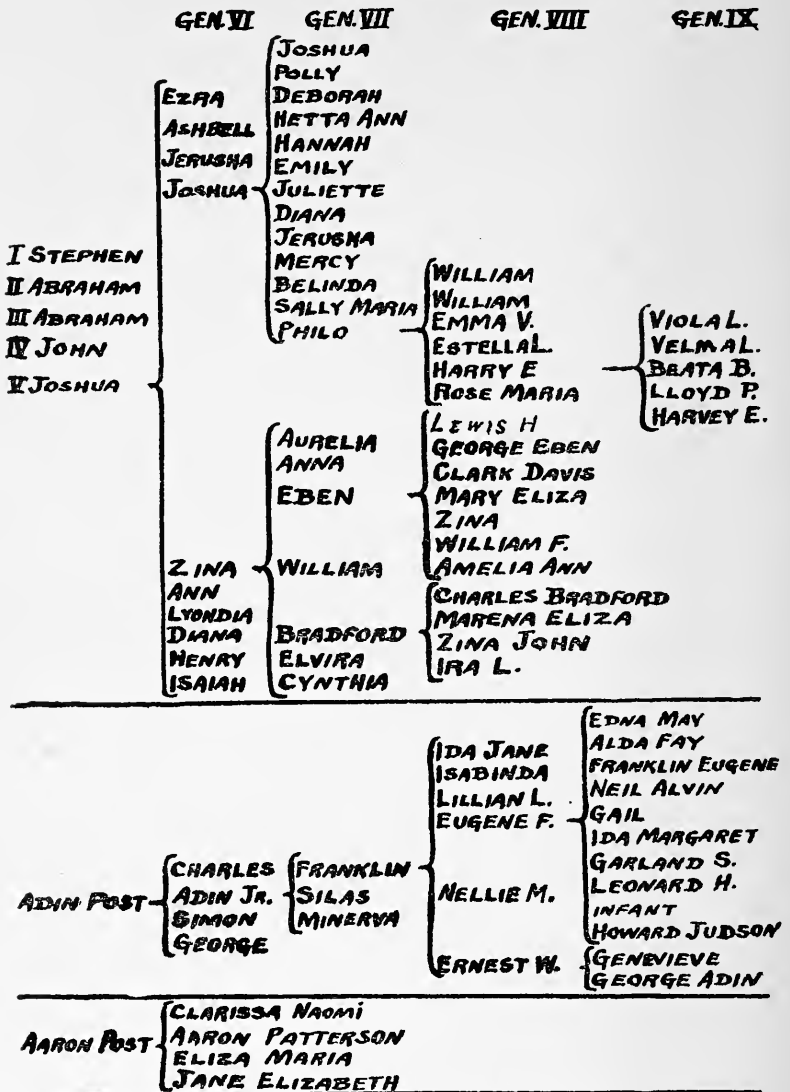 GEN. VI GEN. VII GEN. VIII GEN. IX
JOSHUA
POLLY
DEBORAH
HETTA ANN
HANNAH
EMILY
JULIETTE
DIANA
JERUSHA
MERCY
BELINDA
SALLY MARIA
PHILO
EZRA
ASHBELL
JERUSHA
JOSHUA
I STEPHEN
II ABRAHAM
III ABRAHAM
IV JOHN
V JOSHUA
WILLIAM
WILLIAM
EMMA V.
ESTELLA L.
HARRY E
ROSE MARIA
VIOLA L.
VELMA L.
BEATA B.
LLOYD P.
HARVEY E.
ZINA
ANN
LYONDIA
DIANA
HENRY
ISAIAH
AURELIA
ANNA
EBEN
WILLIAM
BRADFORD
ELVIRA
CYNTHIA
LEWIS H
GEORGE EBEN
CLARK DAVIS
MARY ELIZA
ZINA
WILLIAM F.
AMELIA ANN
CHARLES BRADFORD
MARENA ELIZA
ZINA JOHN
IRA L.
ADIN POST
CHARLES
ADIN JR.
SIMON
GEORGE
FRANKLIN
SILAS
MINERVA
IDA JANE
ISABINDA
LILLIAN L.
EUGENE F.
NELLIE M.
ERNEST W.
EDNA MAY
ALDA FAY
FRANKLIN EUGENE
NEIL ALVIN
GAIL
IDA MARGARET
GARLAND S.
LEONARD H.
INFANT
HOWARD JUDSON
GENEVIEVE
GEORGE ADIN
AARON POST
CLARISSA NAOMI
AARON PATTERSON
ELIZA MARIA
JANE ELIZABETH